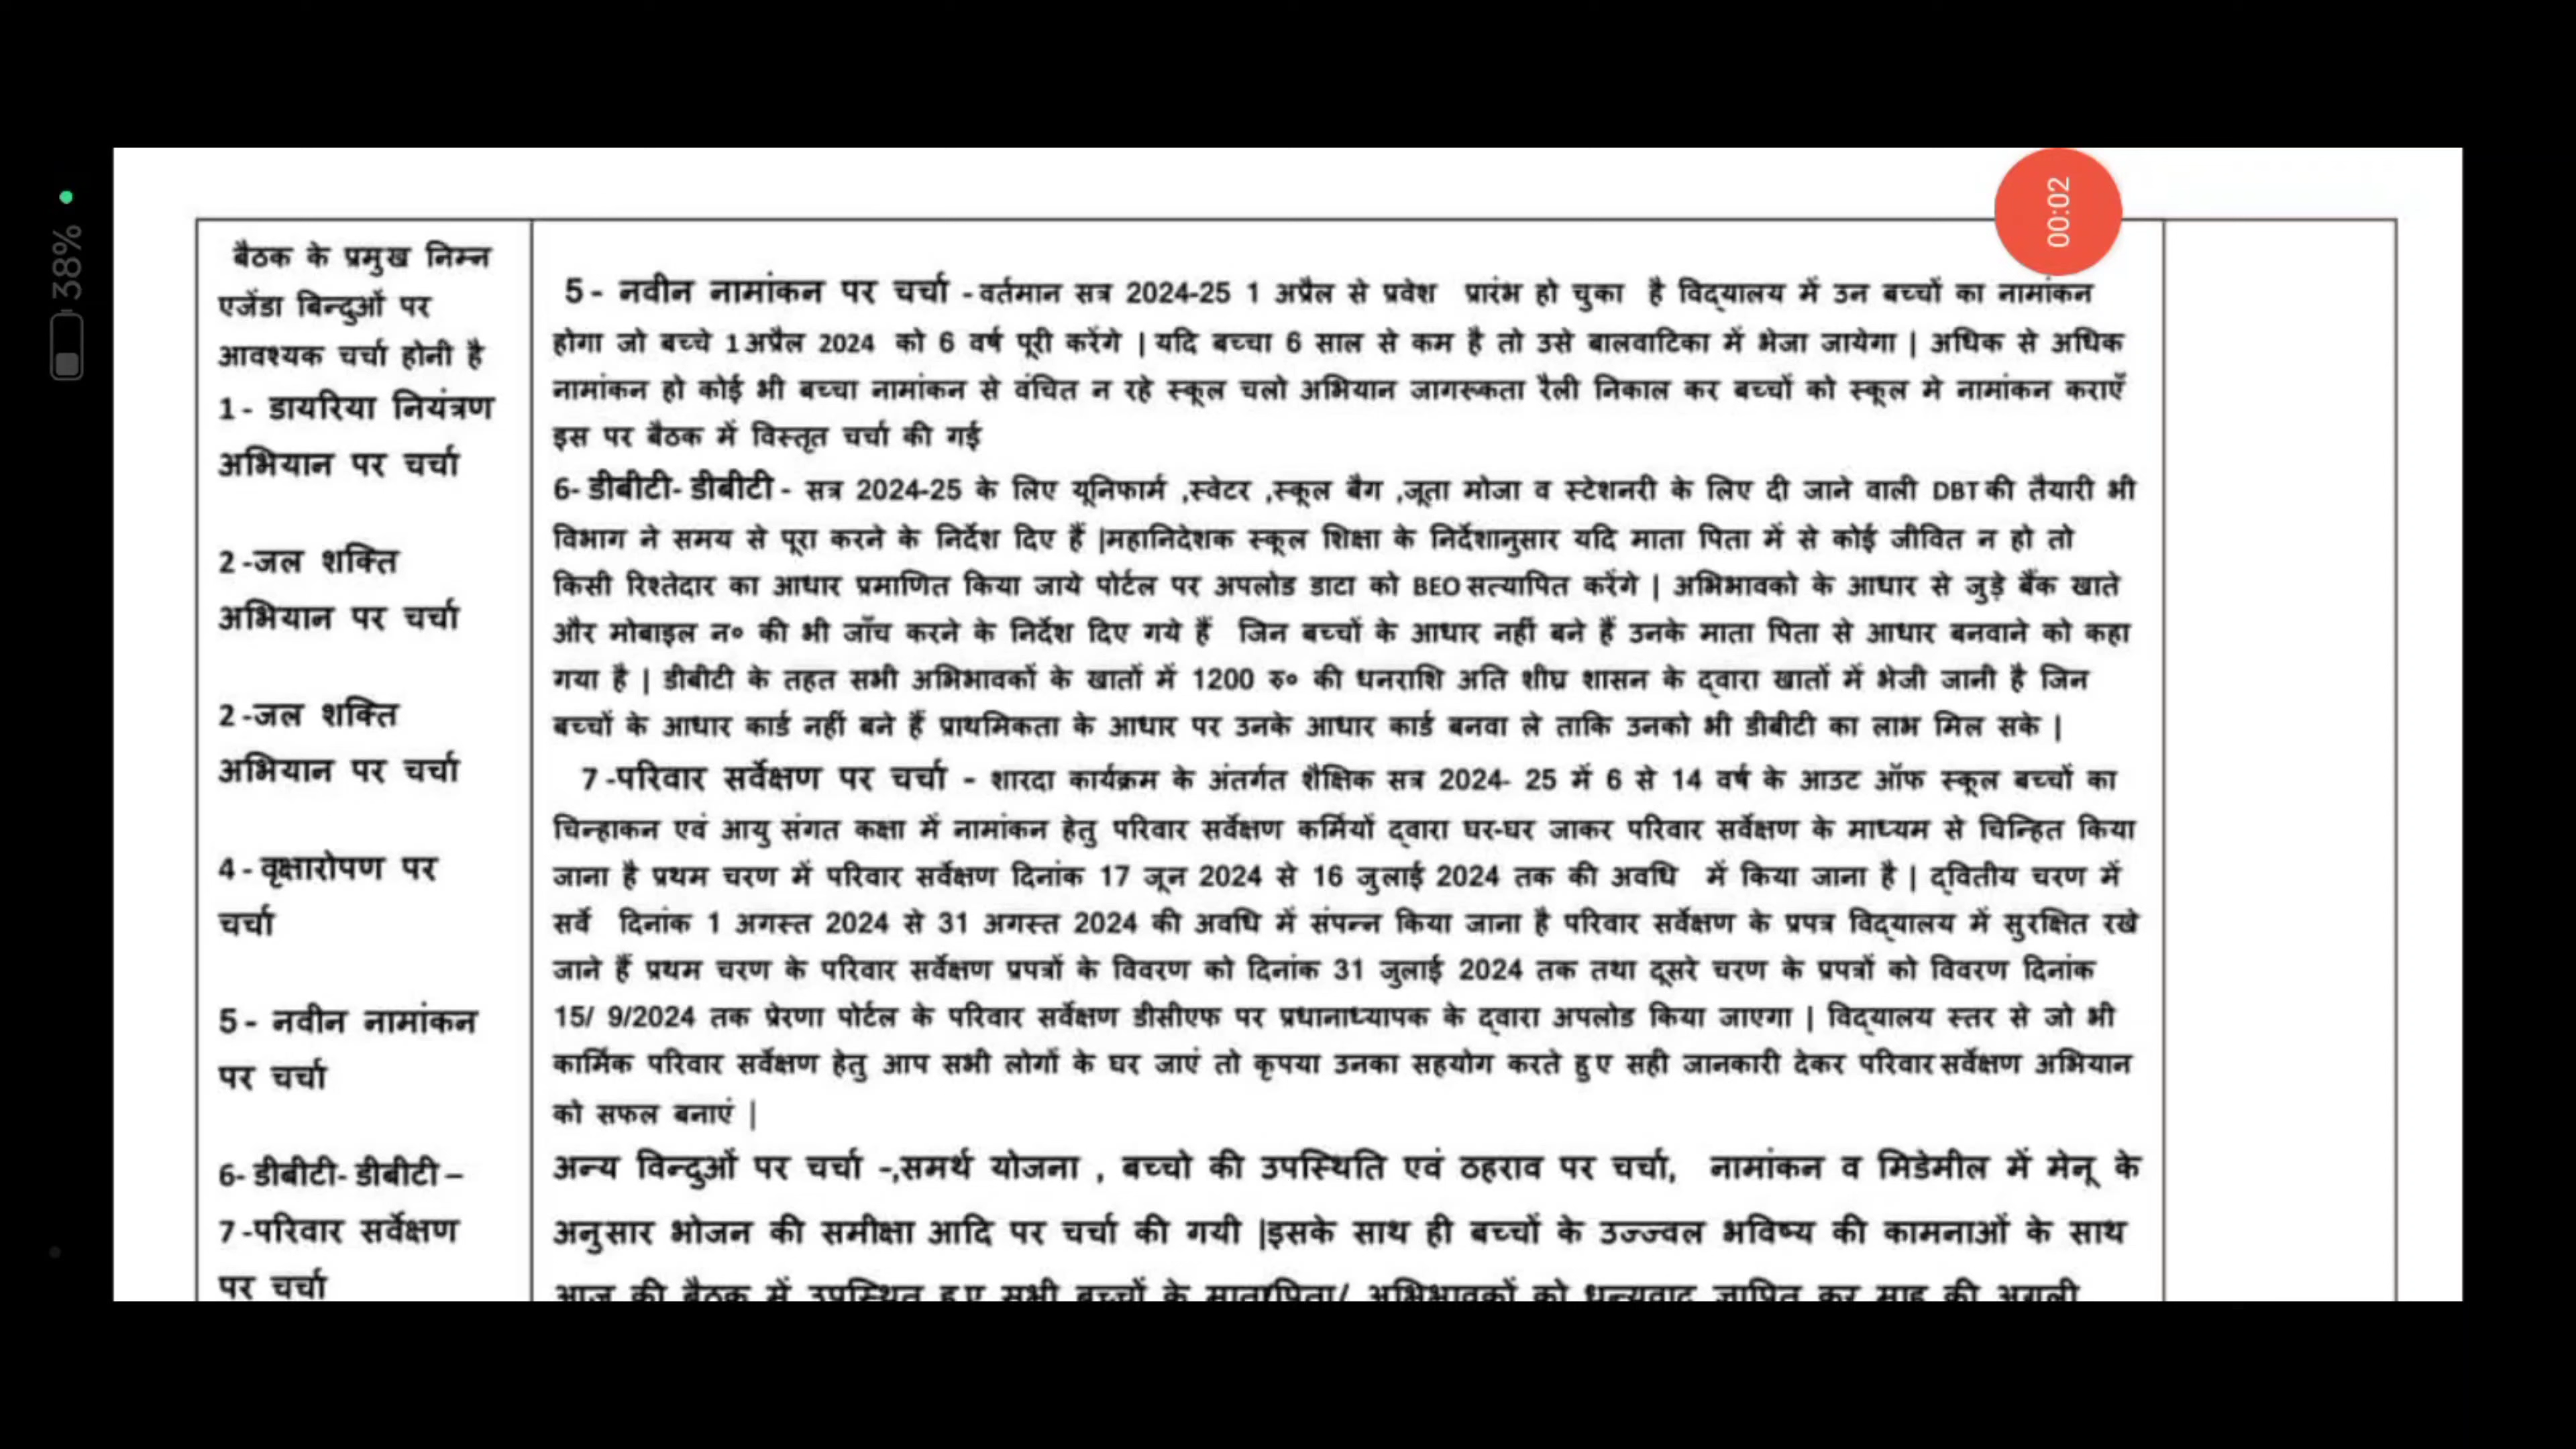 00:02
38%
बैठक के प्रमुख निम्न
एजेंडा बिन्दुओं पर
आवश्यक चर्चा होनी है
1- डायरिया नियंत्रण
अभियान पर चर्चा
2 -जल शक्ति
अभियान पर चर्चा
2 -जल शक्ति
अभियान पर चर्चा
4 - वृक्षारोपण पर
चर्चा
5 - नवीन नामांकन
पर चर्चा
6- डीबीटी- डीबीटी –
7 -परिवार सर्वेक्षण
पर चर्चा
5 - नवीन नामांकन पर चर्चा - वर्तमान सत्र 2024-25 1 अप्रैल से प्रवेश प्रारंभ हो चुका है विद्यालय में उन बच्चों का नामांकन
होगा जो बच्चे 1अप्रैल 2024 को 6 वर्ष पूरी करेंगे | यदि बच्चा 6 साल से कम है तो उसे बालवाटिका में भेजा जायेगा | अधिक से अधिक
नामांकन हो कोई भी बच्चा नामांकन से वंचित न रहे स्कूल चलो अभियान जागरूकता रैली निकाल कर बच्चों को स्कूल मे नामांकन कराएँ
इस पर बैठक में विस्तृत चर्चा की गई
6- डीबीटी- डीबीटी - सत्र 2024-25 के लिए यूनिफार्म ,स्वेटर ,स्कूल बैग ,जूता मोजा व स्टेशनरी के लिए दी जाने वाली DBT की तैयारी भी
विभाग ने समय से पूरा करने के निर्देश दिए हैं |महानिदेशक स्कूल शिक्षा के निर्देशानुसार यदि माता पिता में से कोई जीवित न हो तो
किसी रिश्तेदार का आधार प्रमाणित किया जाये पोर्टल पर अपलोड डाटा को BEO सत्यापित करेंगे | अभिभावको के आधार से जुड़े बैंक खाते
और मोबाइल न० की भी जाँच करने के निर्देश दिए गये हैं जिन बच्चों के आधार नहीं बने हैं उनके माता पिता से आधार बनवाने को कहा
गया है | डीबीटी के तहत सभी अभिभावकों के खातों में 1200 रु० की धनराशि अति शीघ्र शासन के द्वारा खातों में भेजी जानी है जिन
बच्चों के आधार कार्ड नहीं बने हैं प्राथमिकता के आधार पर उनके आधार कार्ड बनवा ले ताकि उनको भी डीबीटी का लाभ मिल सके |
7 -परिवार सर्वेक्षण पर चर्चा – शारदा कार्यक्रम के अंतर्गत शैक्षिक सत्र 2024- 25 में 6 से 14 वर्ष के आउट ऑफ स्कूल बच्चों का
चिन्हाकन एवं आयु संगत कक्षा में नामांकन हेतु परिवार सर्वेक्षण कर्मियों द्वारा घर-घर जाकर परिवार सर्वेक्षण के माध्यम से चिन्हित किया
जाना है प्रथम चरण में परिवार सर्वेक्षण दिनांक 17 जून 2024 से 16 जुलाई 2024 तक की अवधि में किया जाना है | द्वितीय चरण में
सर्वे दिनांक 1 अगस्त 2024 से 31 अगस्त 2024 की अवधि में संपन्न किया जाना है परिवार सर्वेक्षण के प्रपत्र विद्यालय में सुरक्षित रखे
जाने हैं प्रथम चरण के परिवार सर्वेक्षण प्रपत्रों के विवरण को दिनांक 31 जुलाई 2024 तक तथा दूसरे चरण के प्रपत्रों को विवरण दिनांक
15/ 9/2024 तक प्रेरणा पोर्टल के परिवार सर्वेक्षण डीसीएफ पर प्रधानाध्यापक के द्वारा अपलोड किया जाएगा | विद्यालय स्तर से जो भी
कार्मिक परिवार सर्वेक्षण हेतु आप सभी लोगों के घर जाएं तो कृपया उनका सहयोग करते हुए सही जानकारी देकर परिवार सर्वेक्षण अभियान
को सफल बनाएं |
अन्य विन्दुओं पर चर्चा -,समर्थ योजना , बच्चो की उपस्थिति एवं ठहराव पर चर्चा, नामांकन व मिडेमील में मेनू के
अनुसार भोजन की समीक्षा आदि पर चर्चा की गयी |इसके साथ ही बच्चों के उज्ज्वल भविष्य की कामनाओं के साथ
आज की बैठक में उपस्थित हुए सभी बच्चों के माता/पिता/ अभिभावकों को धन्यवाद ज्ञापित कर माह की अगली